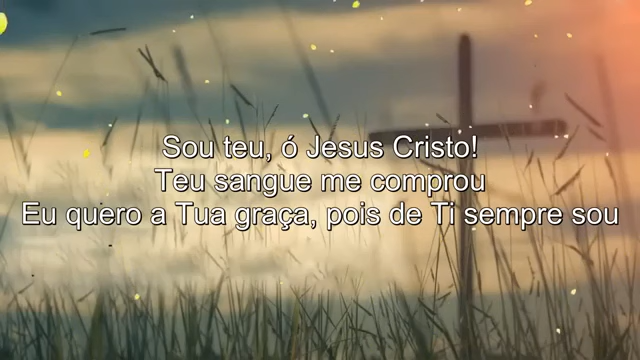 Sou teu, ó Jesus Cristo!
Teu sangue me comprou
Eu quero a Tua graça, pois de Ti sempre sou